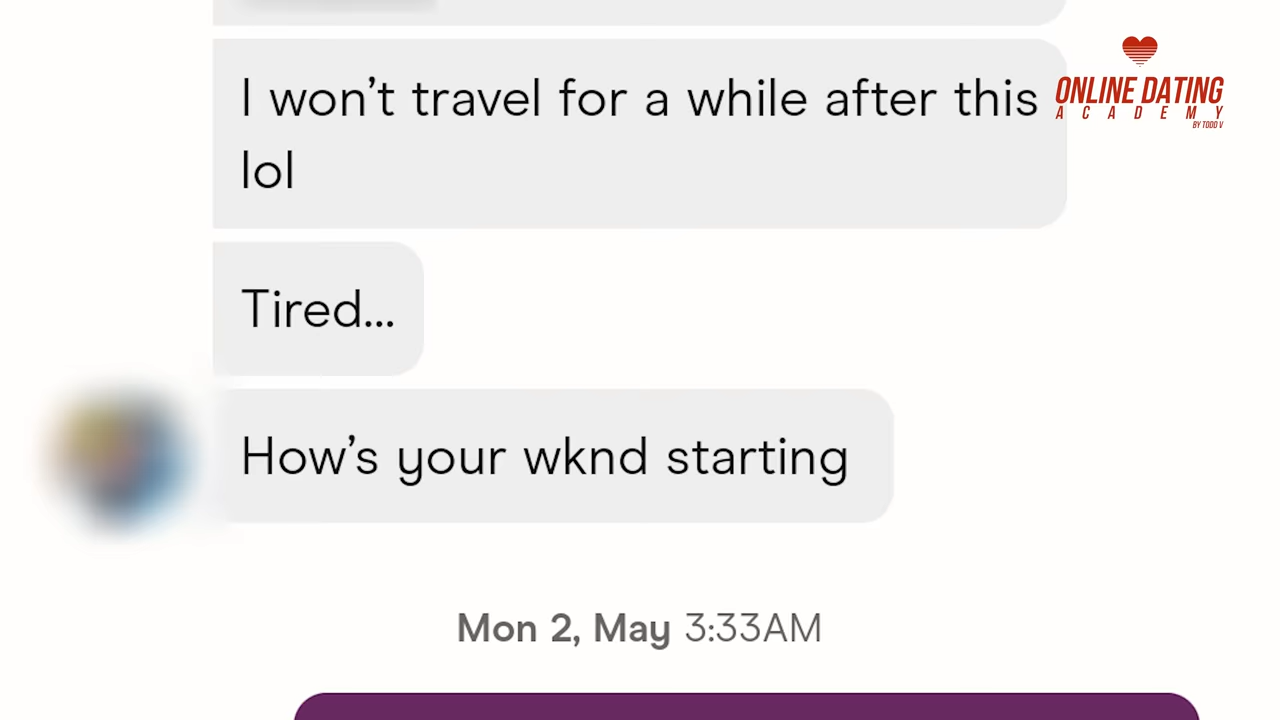 I won't travel for a while after this
lol
Tired...
How's your wknd starting
Mon 2, May 3:33AM
ONLINE DATING
ACADEMY
BY TODD V